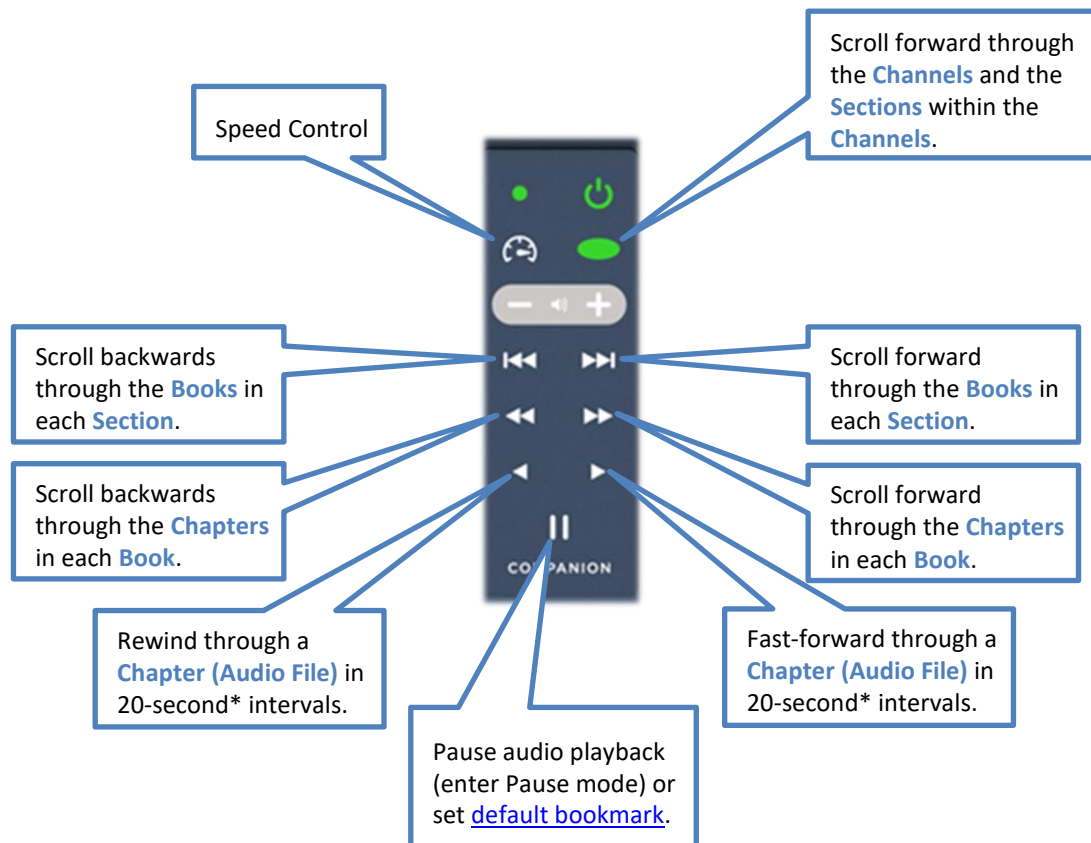 Scroll forward through
the Channels and the
Sections within the
Channels.
Speed Control
Scroll backwards
through the Books in
each Section.
Scroll forward
through the Books in
each Section.
Scroll backwards
through the Chapters
in each Book.
Scroll forward
through the Chapters
in each Book.
COMPANION
Rewind through a
Chapter (Audio File) in
20-second* intervals.
Fast-forward through a
Chapter (Audio File) in
20-second* intervals.
Pause audio playback
(enter Pause mode) or
set default bookmark.